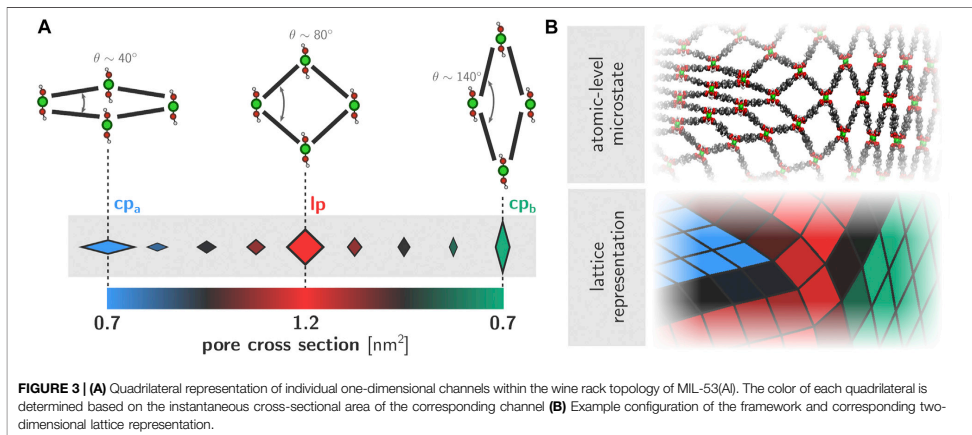 A
B
θ ~ 40°
θ ~ 80°
θ ~ 140°
cpₐ
lp
cp_b
0.7
1.2
0.7
pore cross section [nm²]
atomic-level
microstate
lattice
representation
FIGURE 3 | (A) Quadrilateral representation of individual one-dimensional channels within the wine rack topology of MIL-53(Al). The color of each quadrilateral is
determined based on the instantaneous cross-sectional area of the corresponding channel (B) Example configuration of the framework and corresponding two-
dimensional lattice representation.